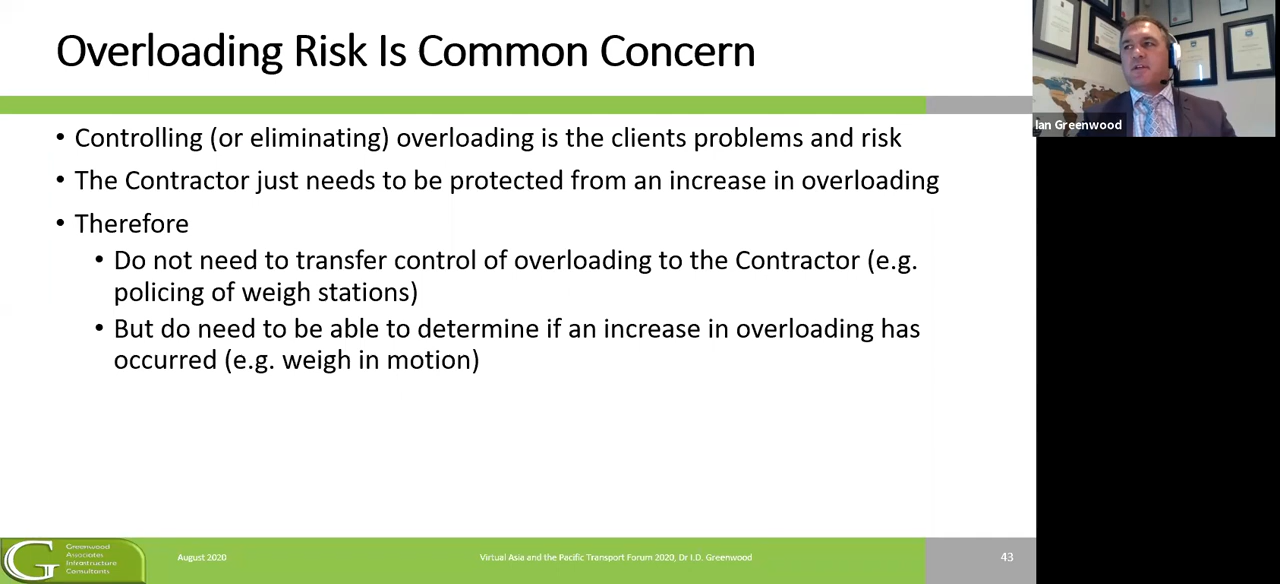 Overloading Risk Is Common Concern
Ian Greenwood
• Controlling (or eliminating) overloading is the clients problems and risk
• The Contractor just needs to be protected from an increase in overloading
• Therefore
• Do not need to transfer control of overloading to the Contractor (e.g.
policing of weigh stations)
• But do need to be able to determine if an increase in overloading has
occurred (e.g. weigh in motion)
G
Greenwood
Associates
Infrastructure
Consultants
August 2020
Virtual Asia and the Pacific Transport Forum 2020, Dr I.D. Greenwood
43